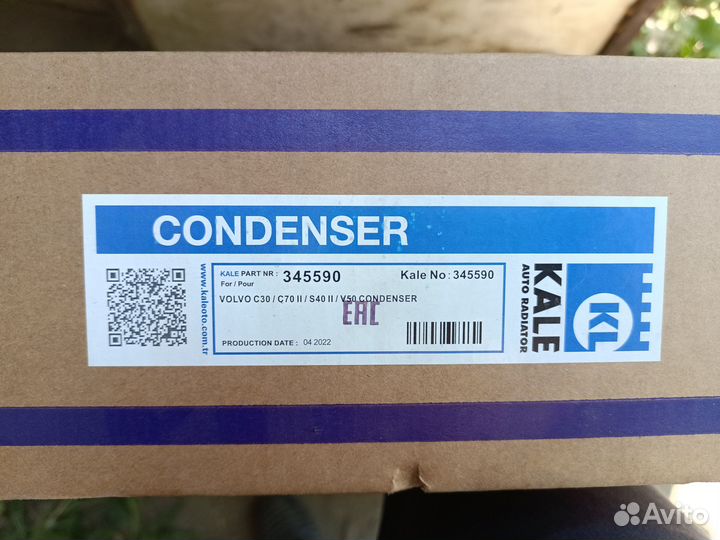 CONDENSER
www.kaleoto.com.tr
KALE PART NR : 345590
Kale No : 345590
For / Pour
VOLVO C30 / C70 II / S40 II / V50 CONDENSER
EAC
PRODUCTION DATE : 04 2022
KALE
AUTO RADIATOR
KL
Avito